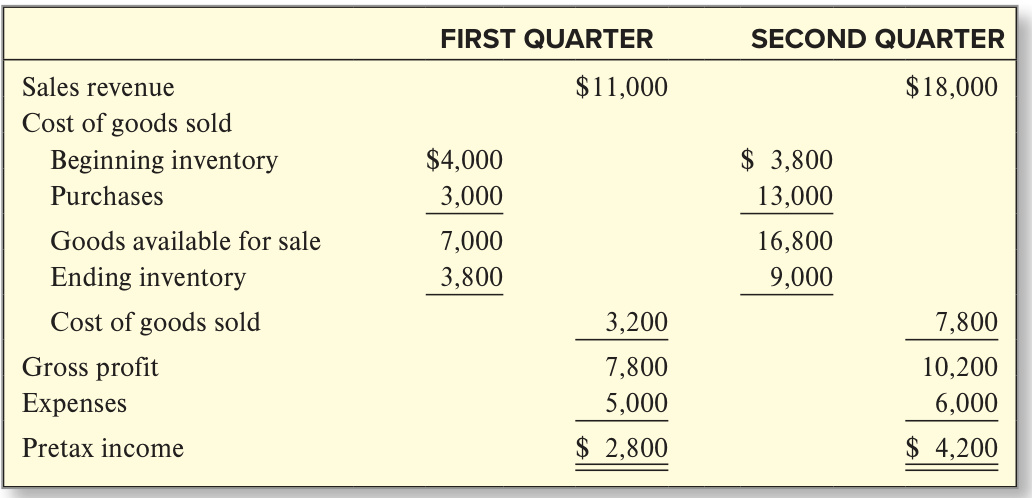 FIRST QUARTER SECOND QUARTER
Sales revenue $11,000 $18,000
Cost of goods sold
Beginning inventory $4,000 $ 3,800
Purchases 3,000 13,000
Goods available for sale 7,000 16,800
Ending inventory 3,800 9,000
Cost of goods sold 3,200 7,800
Gross profit 7,800 10,200
Expenses 5,000 6,000
Pretax income $ 2,800 $ 4,200